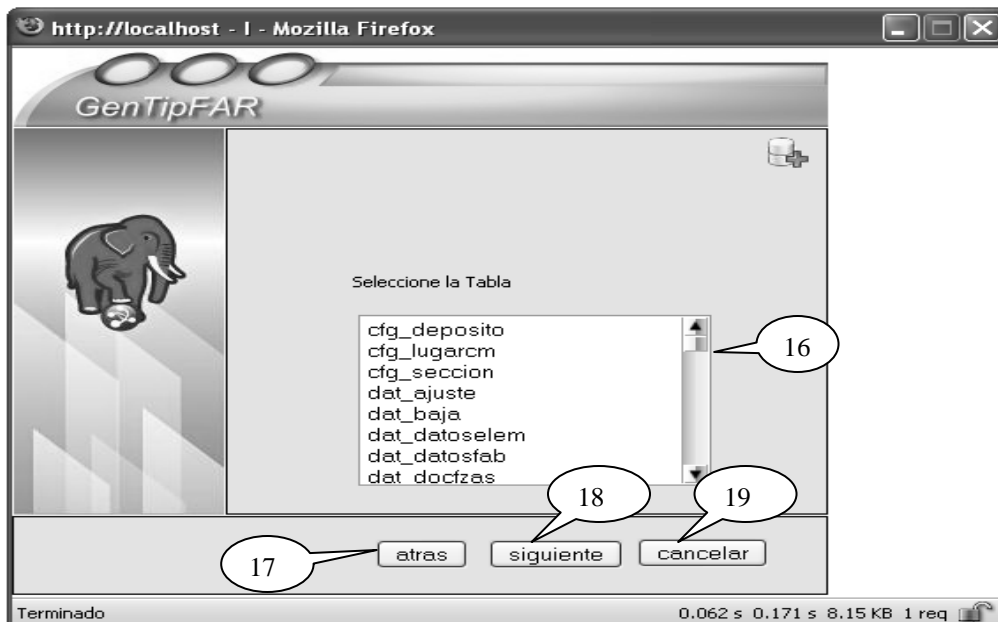 http://localhost - I - Mozilla Firefox
GenTipFAR
Seleccione la Tabla
cfg_deposito
cfg_lugarcm
cfg_seccion
dat_ajuste
dat_baja
dat_datoselem
dat_datosfab
dat_docfzas
16
18
19
17
atras
siguiente
cancelar
Terminado
0.062 s 0.171 s 8.15 KB 1 req